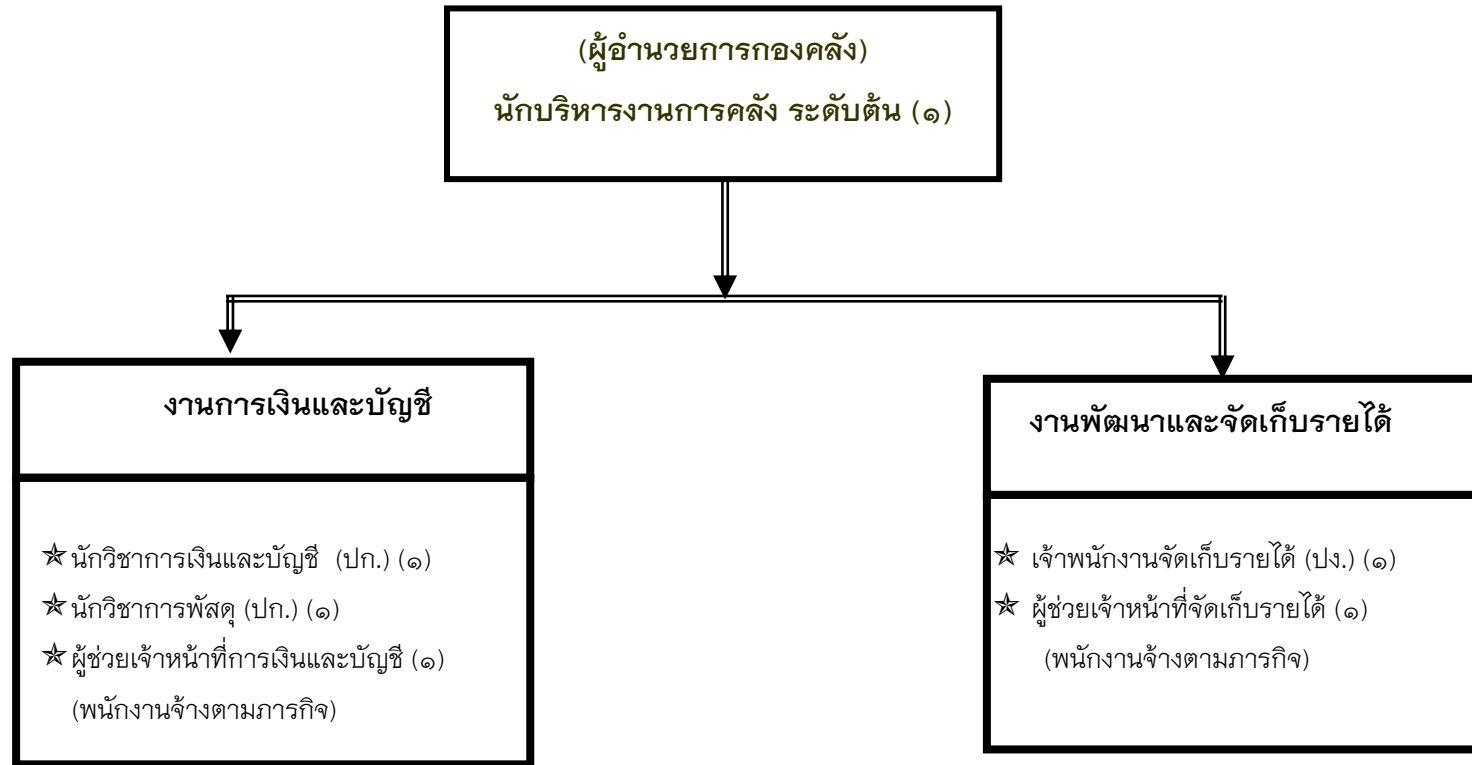 (ผู้อำนวยการกองคลัง)
นักบริหารงานการคลัง ระดับต้น (๑)
งานการเงินและบัญชี
✯ นักวิชาการเงินและบัญชี (ปก.) (๑)
✯ นักวิชาการพัสดุ (ปก.) (๑)
✯ ผู้ช่วยเจ้าหน้าที่การเงินและบัญชี (๑)
(พนักงานจ้างตามภารกิจ)
งานพัฒนาและจัดเก็บรายได้
✯ เจ้าพนักงานจัดเก็บรายได้ (ปง.) (๑)
✯ ผู้ช่วยเจ้าหน้าที่จัดเก็บรายได้ (๑)
(พนักงานจ้างตามภารกิจ)